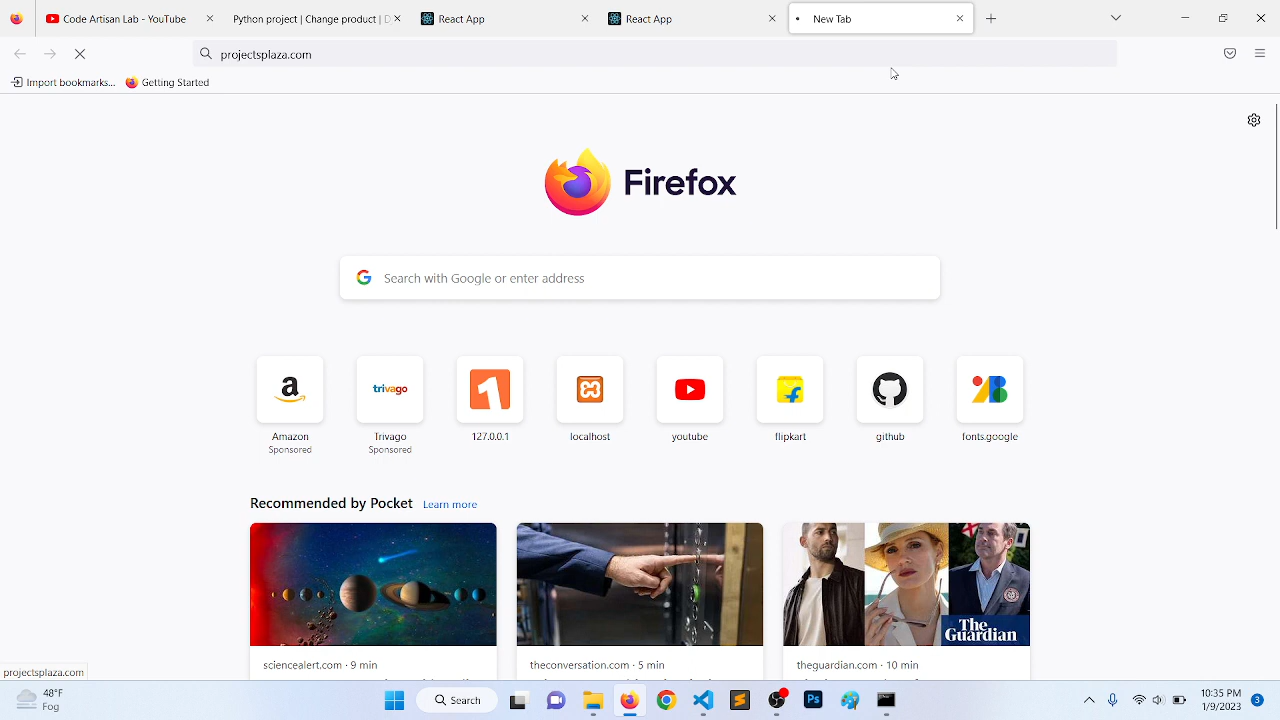 Code Artisan Lab - YouTube
Python project | Change product | D
React App
React App
New Tab
projectsplaza.com
Import bookmarks...
Getting Started
Firefox
Search with Google or enter address
a
trivago
1
Amazon
Sponsored
Trivago
Sponsored
127.0.0.1
localhost
youtube
flipkart
github
fonts.google
Recommended by Pocket
Learn more
The
Guardian
sciencealert.com · 9 min
theconversation.com · 5 min
theguardian.com · 10 min
projectsplaza.com
48°F
Fog
Search
Ps
10:35 PM
1/9/2023
3